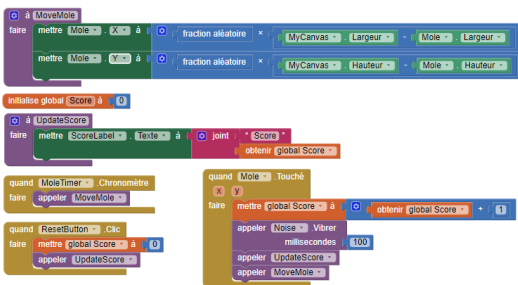 à MoveMole
faire mettre Mole . X à fraction aléatoire × MyCanvas . Largeur - Mole . Largeur
mettre Mole . Y à fraction aléatoire × MyCanvas . Hauteur - Mole . Hauteur
initialise global Score à 0
à UpdateScore
faire mettre ScoreLabel . Texte à joint " Score "
obtenir global Score
quand MoleTimer .Chronomètre
faire appeler MoveMole
quand ResetButton .Clic
faire mettre global Score à 0
appeler UpdateScore
quand Mole .Touché
x y
faire mettre global Score à obtenir global Score + 1
appeler Noise .Vibrer
millisecondes 100
appeler UpdateScore
appeler MoveMole